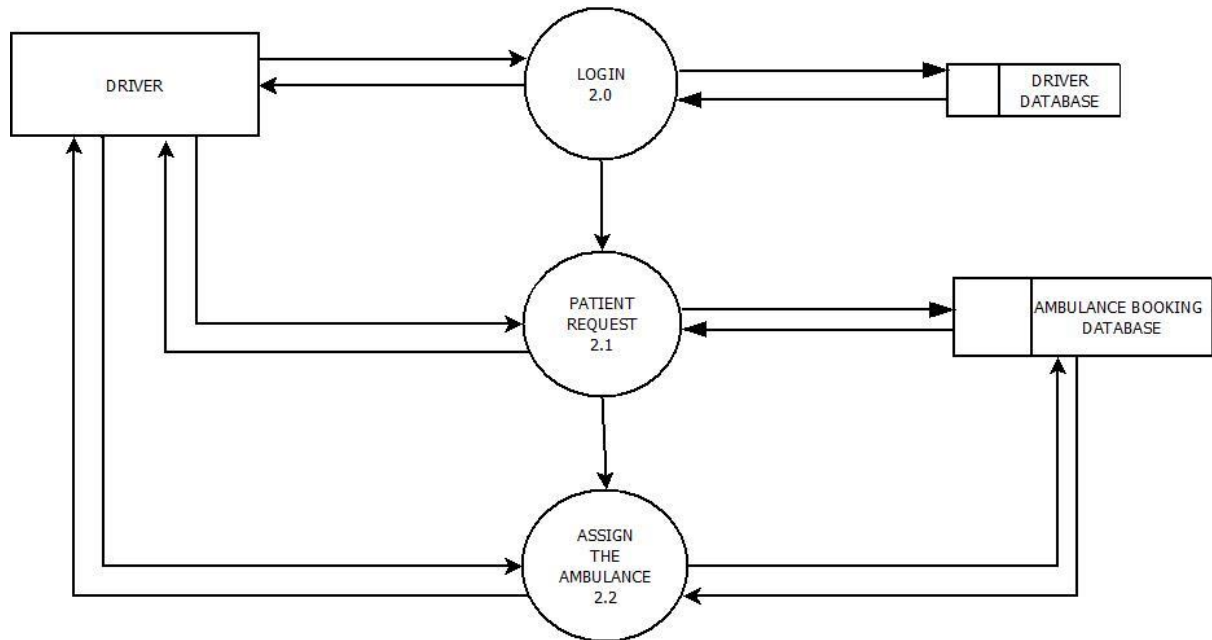 DRIVER
LOGIN
2.0
DRIVER
DATABASE
PATIENT
REQUEST
2.1
AMBULANCE BOOKING
DATABASE
ASSIGN
THE
AMBULANCE
2.2